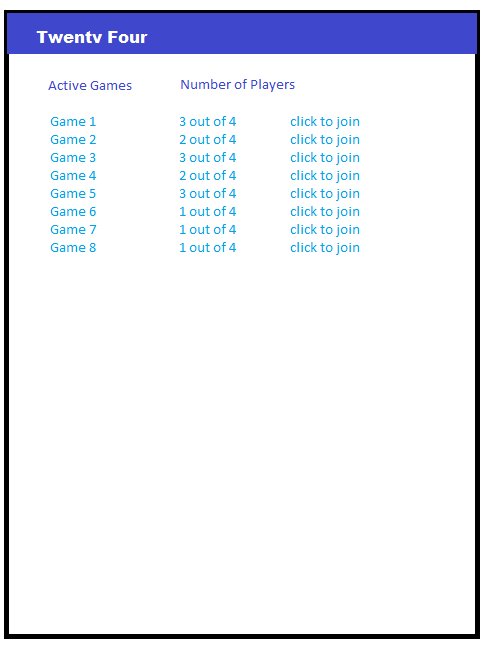 Twenty Four
Active Games Number of Players
Game 1 3 out of 4 click to join
Game 2 2 out of 4 click to join
Game 3 3 out of 4 click to join
Game 4 2 out of 4 click to join
Game 5 3 out of 4 click to join
Game 6 1 out of 4 click to join
Game 7 1 out of 4 click to join
Game 8 1 out of 4 click to join